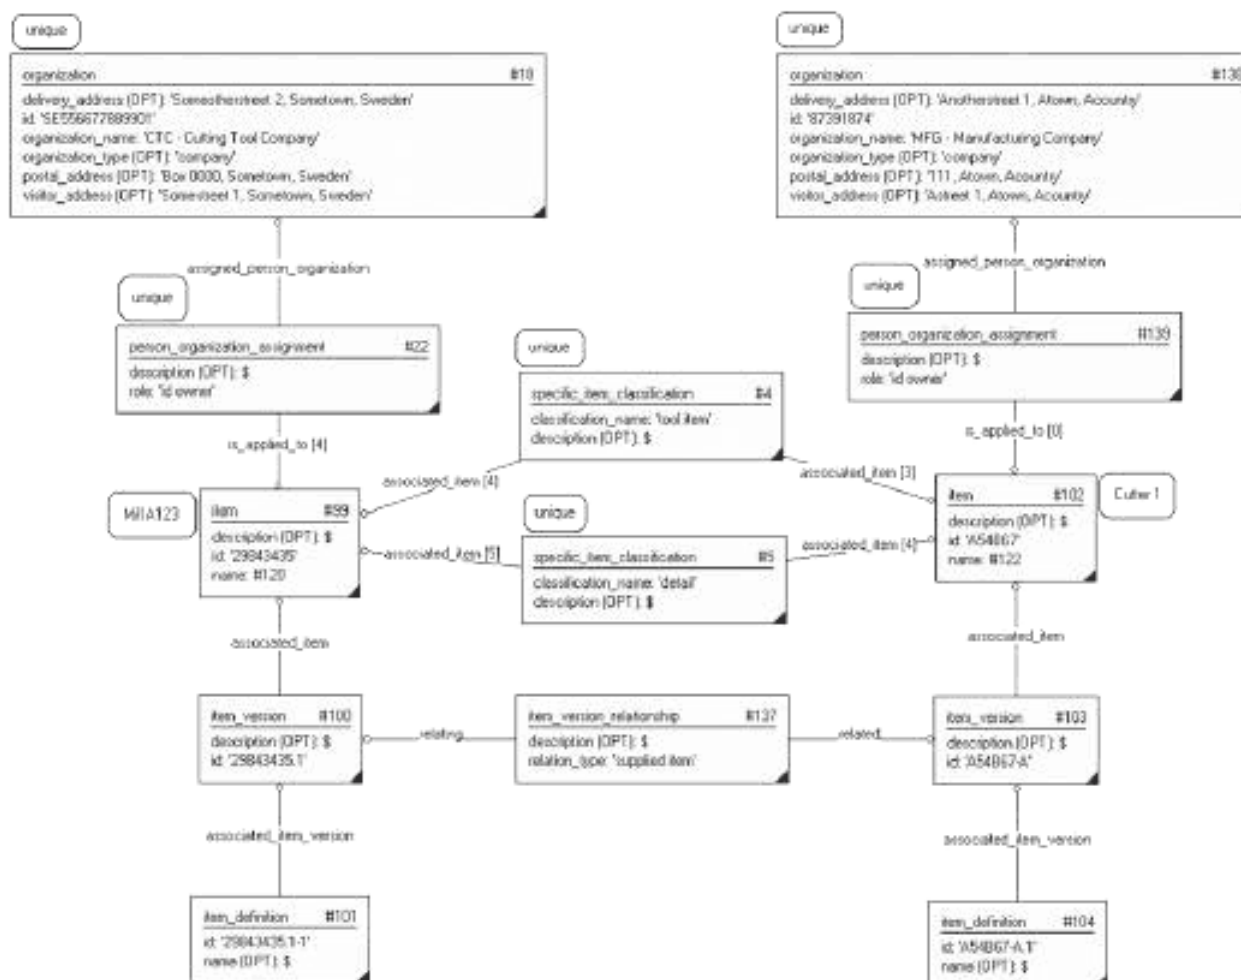 unique
organization #18
delivery_address (OPT): 'Someotherstreet 2, Sometown, Sweden'
id: 'SE556677889901'
organization_name: 'CTC - Cutting Tool Company'
organization_type (OPT): 'company'
postal_address (OPT): 'Box 0000, Sometown, Sweden'
visitor_address (OPT): 'Somestreet 1, Sometown, Sweden'
unique
organization #138
delivery_address (OPT): 'Anotherstreet 1, Atown, Acountry'
id: '87391874'
organization_name: 'MFG - Manufacturing Company'
organization_type (OPT): 'company'
postal_address (OPT): '111, Atown, Acountry'
visitor_address (OPT): 'Astreet 1, Atown, Acountry'
assigned_person_organization
assigned_person_organization
unique
person_organization_assignment #22
description (OPT): $
role: 'id owner'
unique
person_organization_assignment #139
description (OPT): $
role: 'id owner'
unique
specific_item_classification #4
classification_name: 'tool item'
description (OPT): $
is_applied_to [4]
is_applied_to [0]
associated_item [4]
associated_item [3]
MillA123
item #99
description (OPT): $
id: '29843435'
name: #120
item #102
description (OPT): $
id: 'A54B67'
name: #122
Cutter 1
unique
associated_item [5]
associated_item [4]
specific_item_classification #5
classification_name: 'detail'
description (OPT): $
associated_item
associated_item
item_version #100
description (OPT): $
id: '29843435.1'
relating
item_version_relationship #137
description (OPT): $
relation_type: 'supplied item'
related
item_version #103
description (OPT): $
id: 'A54B67-A'
associated_item_version
associated_item_version
item_definition #101
id: '29843435.1-1'
name (OPT): $
item_definition #104
id: 'A54B67-A.1'
name (OPT): $